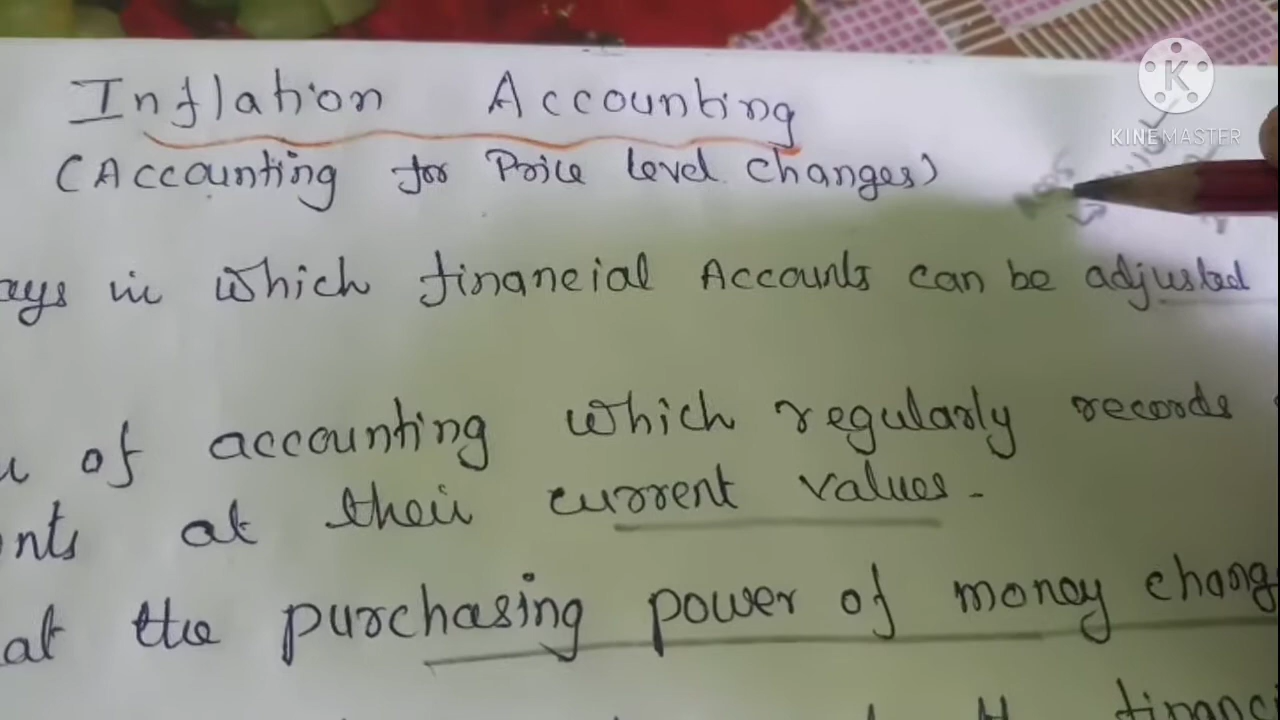 Inflation Accounting
(Accounting for Price level changes)
in which financial Accounts can be adjusted
of accounting which regularly records
at their current values.
the purchasing power of money
KINEMASTER